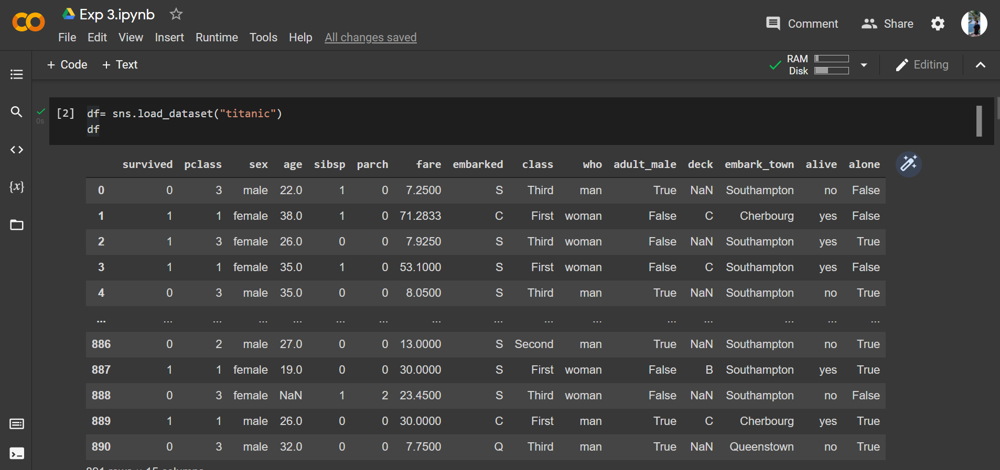 Exp 3.ipynb
File Edit View Insert Runtime Tools Help All changes saved
Comment Share
+ Code + Text
RAM
Disk
Editing
[2] df= sns.load_dataset("titanic")
0s
df
survived pclass sex age sibsp parch fare embarked class who adult_male deck embark_town alive alone
0 0 3 male 22.0 1 0 7.2500 S Third man True NaN Southampton no False
1 1 1 female 38.0 1 0 71.2833 C First woman False C Cherbourg yes False
2 1 3 female 26.0 0 0 7.9250 S Third woman False NaN Southampton yes True
3 1 1 female 35.0 1 0 53.1000 S First woman False C Southampton yes False
4 0 3 male 35.0 0 0 8.0500 S Third man True NaN Southampton no True
... ... ... ... ... ... ... ... ... ... ... ... ... ... ... ...
886 0 2 male 27.0 0 0 13.0000 S Second man True NaN Southampton no True
887 1 1 female 19.0 0 0 30.0000 S First woman False B Southampton yes True
888 0 3 female NaN 1 2 23.4500 S Third woman False NaN Southampton no False
889 1 1 male 26.0 0 0 30.0000 C First man True C Cherbourg yes True
890 0 3 male 32.0 0 0 7.7500 Q Third man True NaN Queenstown no True
891 rows × 15 columns